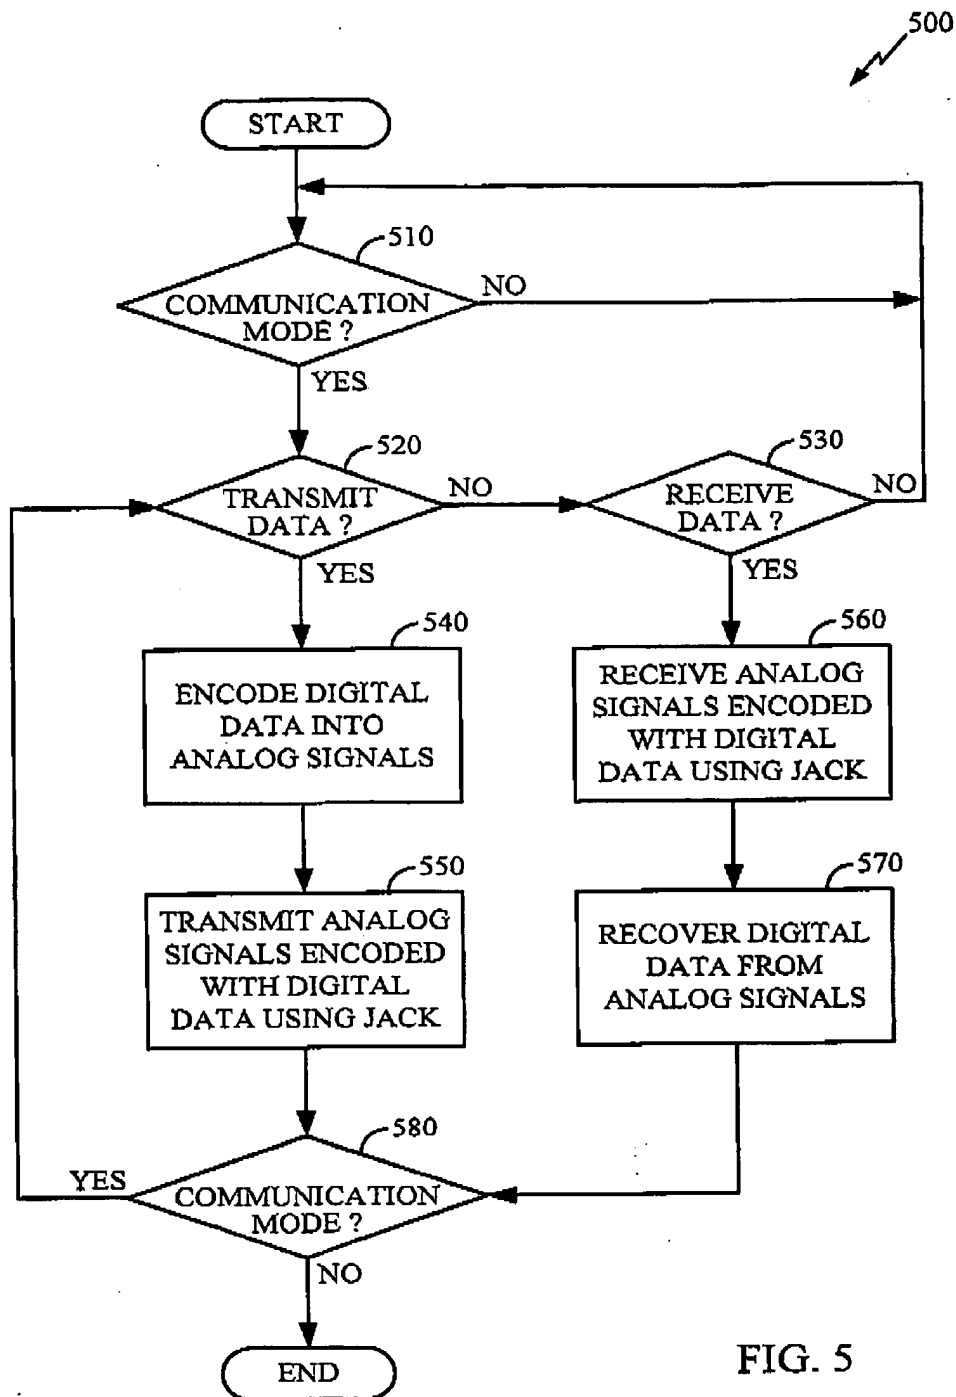 500
START
510
COMMUNICATION
MODE ?
NO
YES
520
TRANSMIT
DATA ?
NO
YES
530
RECEIVE
DATA ?
NO
YES
540
ENCODE DIGITAL
DATA INTO
ANALOG SIGNALS
560
RECEIVE ANALOG
SIGNALS ENCODED
WITH DIGITAL
DATA USING JACK
550
TRANSMIT ANALOG
SIGNALS ENCODED
WITH DIGITAL
DATA USING JACK
570
RECOVER DIGITAL
DATA FROM
ANALOG SIGNALS
580
COMMUNICATION
MODE ?
YES
NO
END
FIG. 5